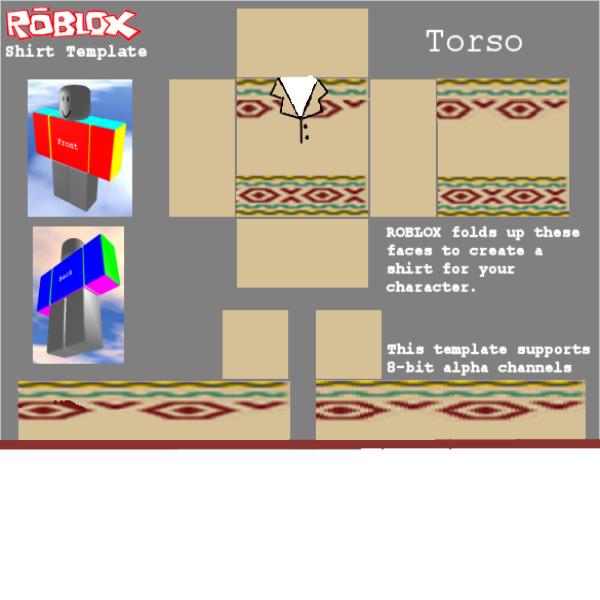 ROBLOX
Shirt Template
Torso
Front
Back
ROBLOX folds up these
faces to create a
shirt for your
character.
This template supports
8-bit alpha channels